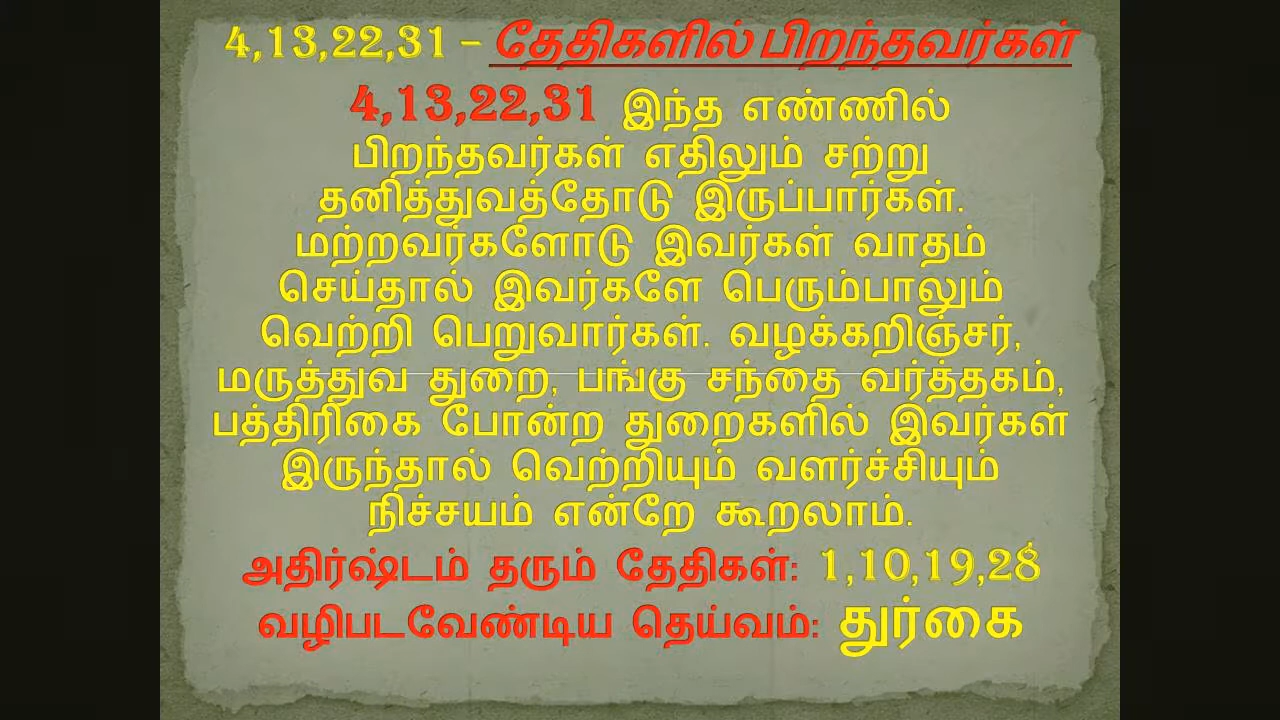 4,13,22,31 – தேதிகளில் பிறந்தவர்கள்
4,13,22,31 இந்த எண்ணில்
பிறந்தவர்கள் எதிலும் சற்று
தனித்துவத்தோடு இருப்பார்கள்.
மற்றவர்களோடு இவர்கள் வாதம்
செய்தால் இவர்களே பெரும்பாலும்
வெற்றி பெறுவார்கள். வழக்கறிஞ்சர்,
மருத்துவ துறை, பங்கு சந்தை வர்த்தகம்,
பத்திரிகை போன்ற துறைகளில் இவர்கள்
இருந்தால் வெற்றியும் வளர்ச்சியும்
நிச்சயம் என்றே கூறலாம்.
அதிர்ஷ்டம் தரும் தேதிகள்: 1,10,19,28
வழிபடவேண்டிய தெய்வம்: துர்கை